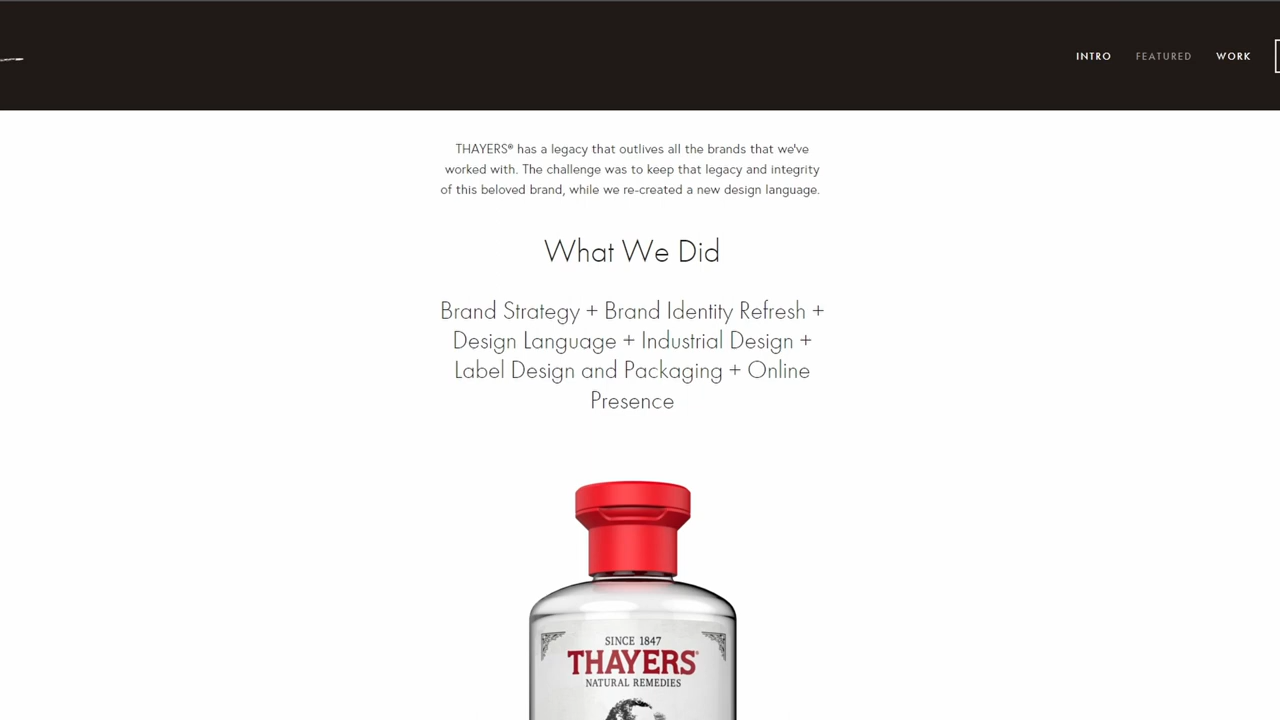 INTRO FEATURED WORK
THAYERS® has a legacy that outlives all the brands that we've
worked with. The challenge was to keep that legacy and integrity
of this beloved brand, while we re-created a new design language.
What We Did
Brand Strategy + Brand Identity Refresh +
Design Language + Industrial Design +
Label Design and Packaging + Online
Presence
SINCE 1847
THAYERS®
NATURAL REMEDIES